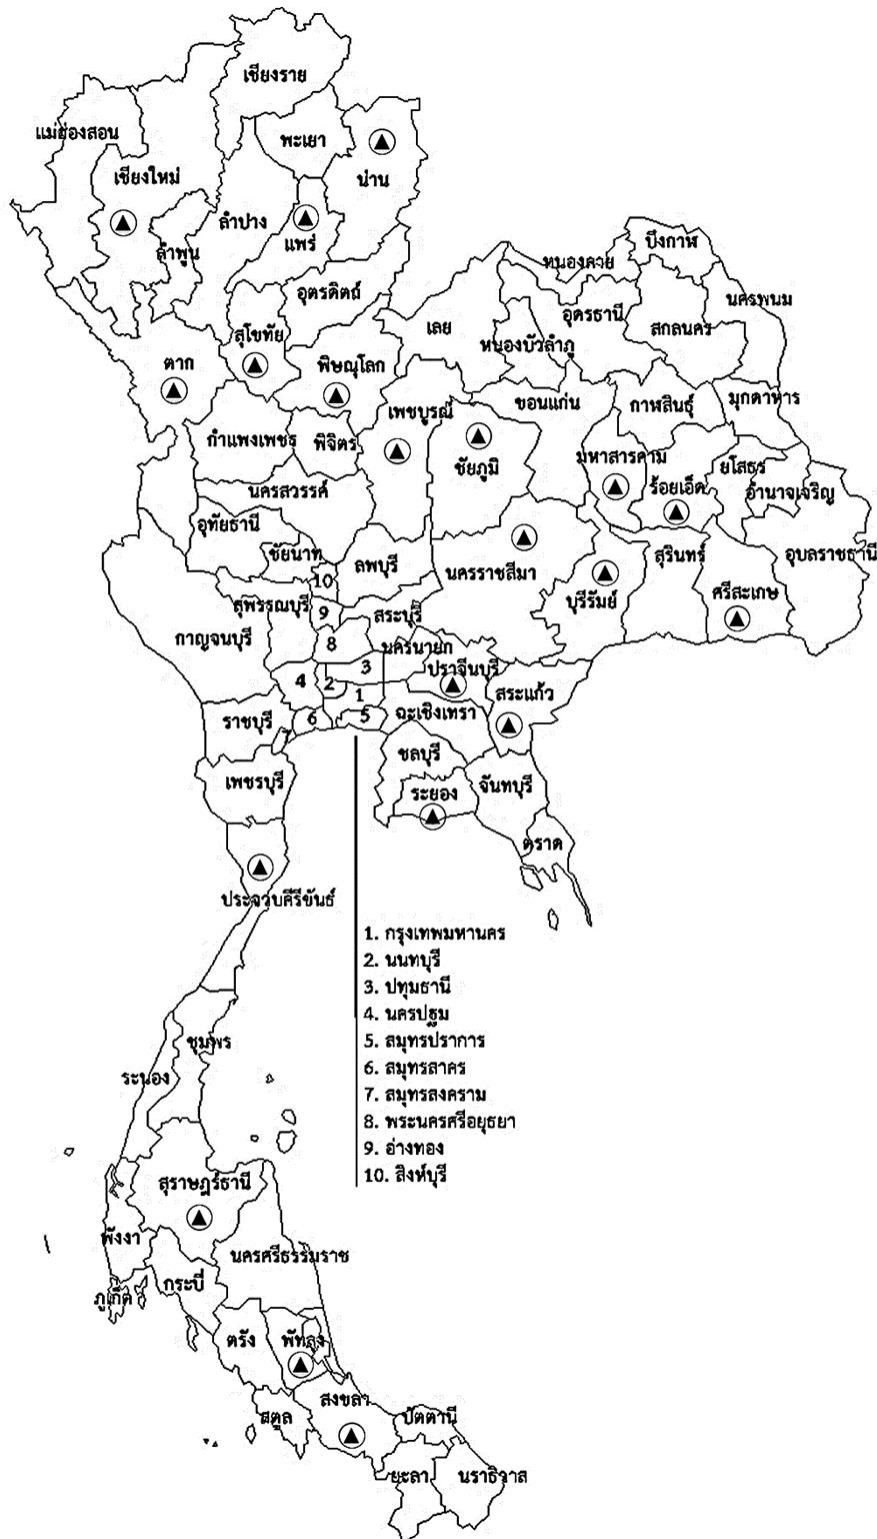 เชียงราย
แม่ฮ่องสอน
พะเยา
เชียงใหม่
น่าน
ลำปาง
แพร่
ลำพูน
บึงกาฬ
หนองคาย
อุตรดิตถ์
นครพนม
อุดรธานี
เลย
สกลนคร
สุโขทัย
หนองบัวลำภู
ตาก
พิษณุโลก
มุกดาหาร
ขอนแก่น
กาฬสินธุ์
เพชบูรณ์
กำแพงเพชร
พิจิตร
มหาสารคาม
ชัยภูมิ
ยโสธร
ร้อยเอ็ด
นครสวรรค์
อำนาจเจริญ
อุทัยธานี
ชัยนาท
สุรินทร์
อุบลราชธานี
ลพบุรี
นครราชสีมา
10
ศรีสะเกษ
สุพรรณบุรี
บุรีรัมย์
9
สระบุรี
กาญจนบุรี
8
นครนายก
3
ปราจีนบุรี
4
2
1
สระแก้ว
ราชบุรี
6
5
ฉะเชิงเทรา
7
ชลบุรี
เพชรบุรี
ระยอง
จันทบุรี
ตราด
ประจวบคีรีขันธ์
1. กรุงเทพมหานคร
2. นนทบุรี
3. ปทุมธานี
4. นครปฐม
5. สมุทรปราการ
6. สมุทรสาคร
7. สมุทรสงคราม
8. พระนครศรีอยุธยา
9. อ่างทอง
10. สิงห์บุรี
ชุมพร
ระนอง
สุราษฎร์ธานี
พังงา
นครศรีธรรมราช
กระบี่
ภูเก็ต
ตรัง
พัทลุง
สงขลา
สตูล
ปัตตานี
ยะลา
นราธิวาส